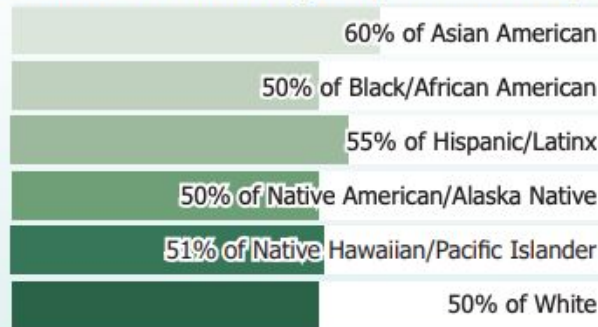 60% of Asian American
50% of Black/African American
55% of Hispanic/Latinx
50% of Native American/Alaska Native
51% of Native Hawaiian/Pacific Islander
50% of White